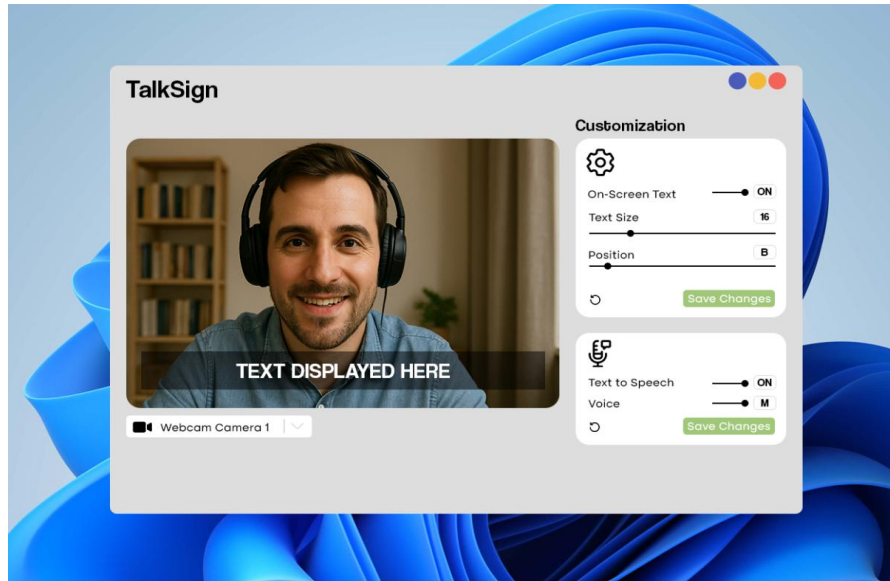 TalkSign
Customization
On-Screen Text ON
Text Size 16
Position B
Save Changes
TEXT DISPLAYED HERE
Text to Speech ON
Voice M
Save Changes
Webcam Camera 1